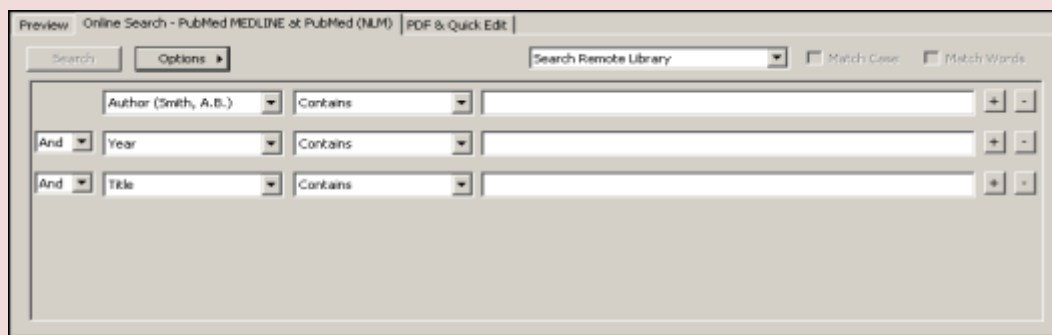 Preview Online Search - PubMed MEDLINE at PubMed (NLM) PDF & Quick Edit
Search Options Search Remote Library Match Case Match Words
Author (Smith, A.B.) Contains + -
And Year Contains + -
And Title Contains + -